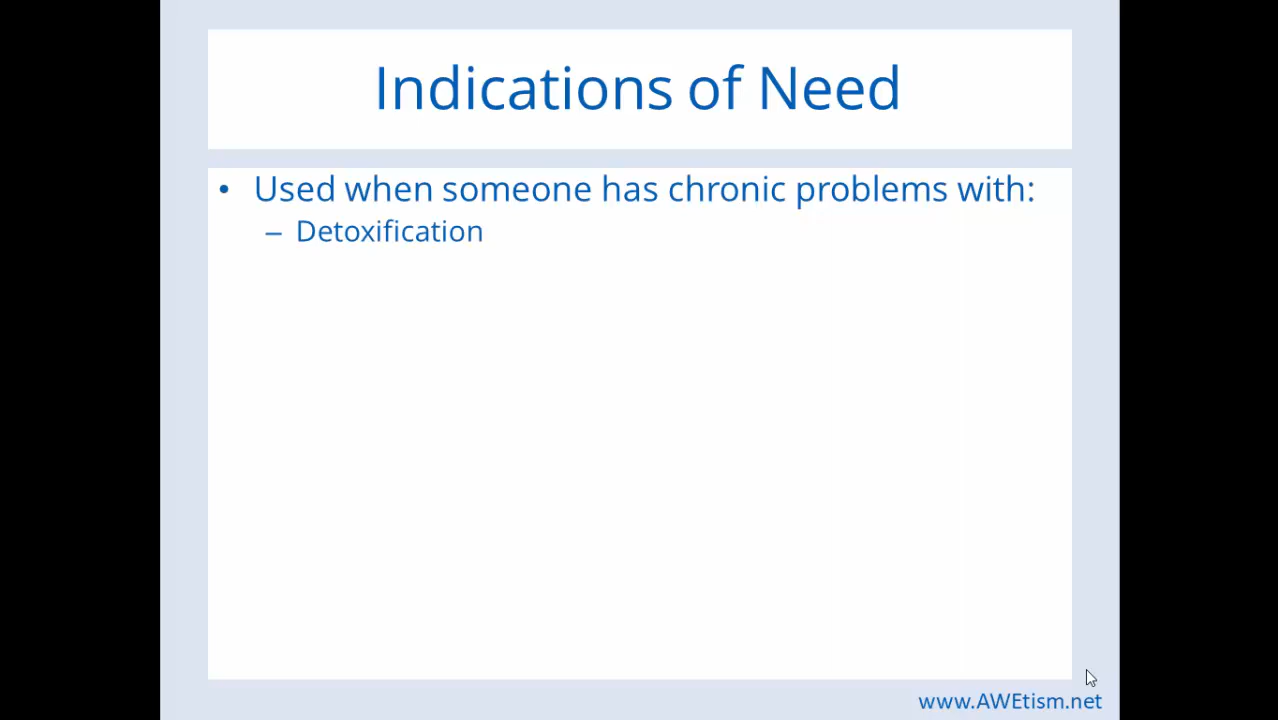 Indications of Need
• Used when someone has chronic problems with:
– Detoxification
www.AWEtism.net